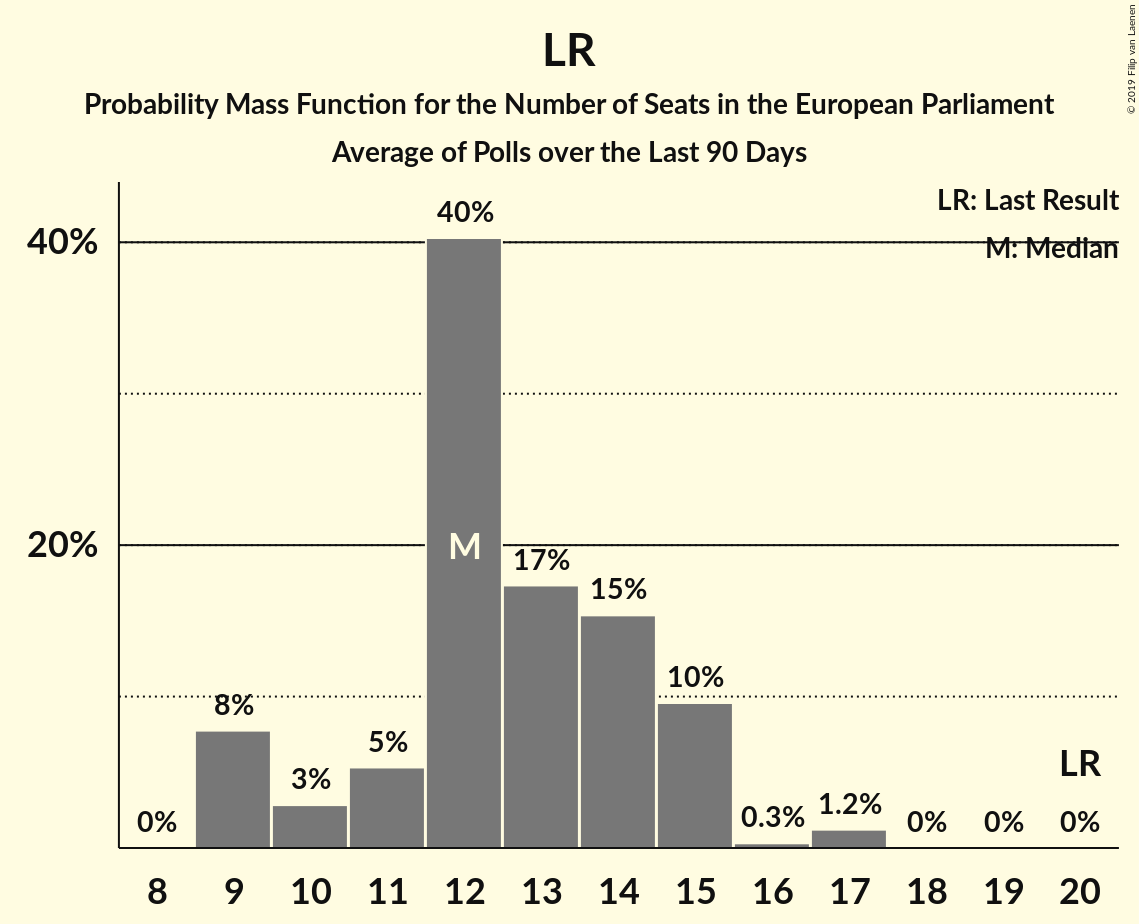 LR
Probability Mass Function for the Number of Seats in the European Parliament
Average of Polls over the Last 90 Days
© 2019 Filip van Laenen
LR: Last Result
M: Median
40%
20%
0%
8%
3%
5%
40%
M
17%
15%
10%
0.3%
1.2%
0%
0%
LR
0%
8 9 10 11 12 13 14 15 16 17 18 19 20